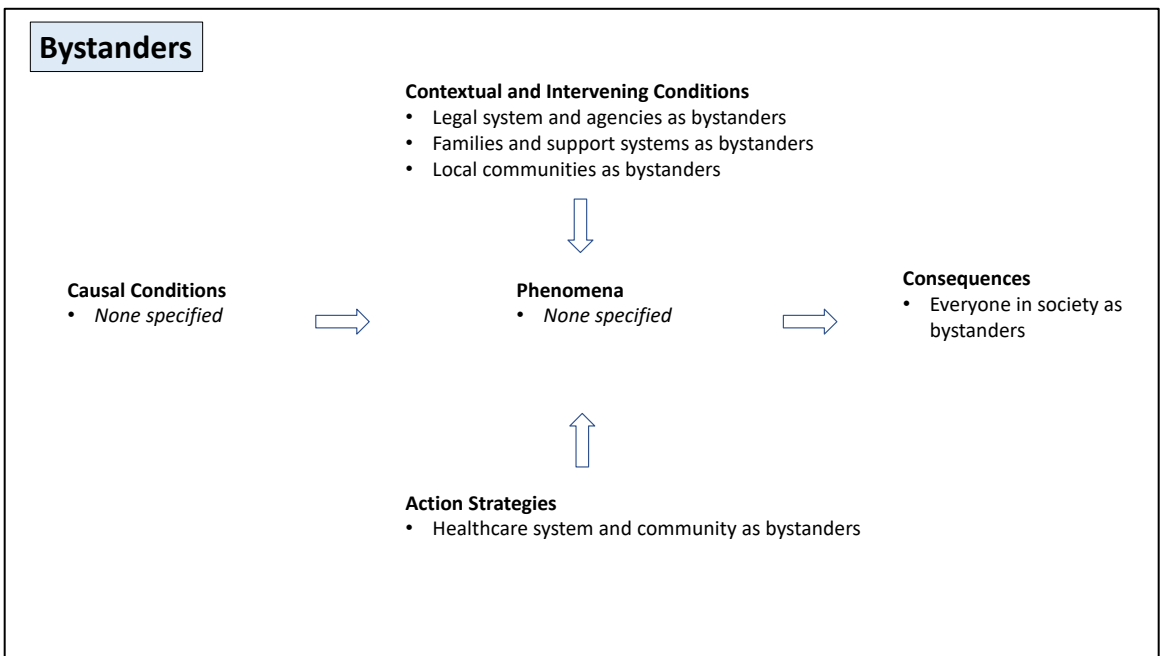 Bystanders
Contextual and Intervening Conditions
• Legal system and agencies as bystanders
• Families and support systems as bystanders
• Local communities as bystanders
Causal Conditions
• None specified
Phenomena
• None specified
Consequences
• Everyone in society as
bystanders
Action Strategies
• Healthcare system and community as bystanders